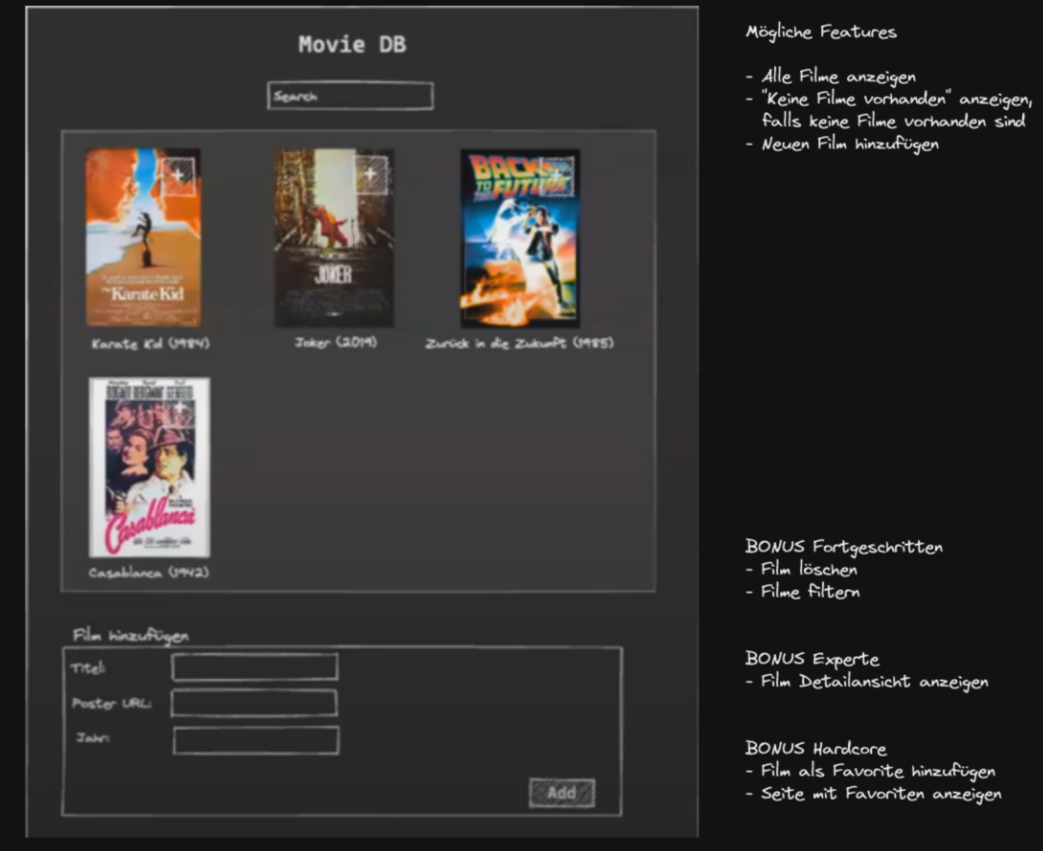 Movie DB
Search
BACK
TO THE
FUTURE
The Karate Kid
JOKER
Karate Kid (1984)
Joker (2019)
Zurück in die Zukunft (1985)
BOGART BERGMAN HENREID
Casablanca
Casablanca (1942)
Film hinzufügen
Titel:
Poster URL:
Jahr:
Add
Mögliche Features
- Alle Filme anzeigen
- "Keine Filme vorhanden" anzeigen,
falls keine Filme vorhanden sind
- Neuen Film hinzufügen
BONUS Fortgeschritten
- Film löschen
- Filme filtern
BONUS Experte
- Film Detailansicht anzeigen
BONUS Hardcore
- Film als Favorite hinzufügen
- Seite mit Favoriten anzeigen